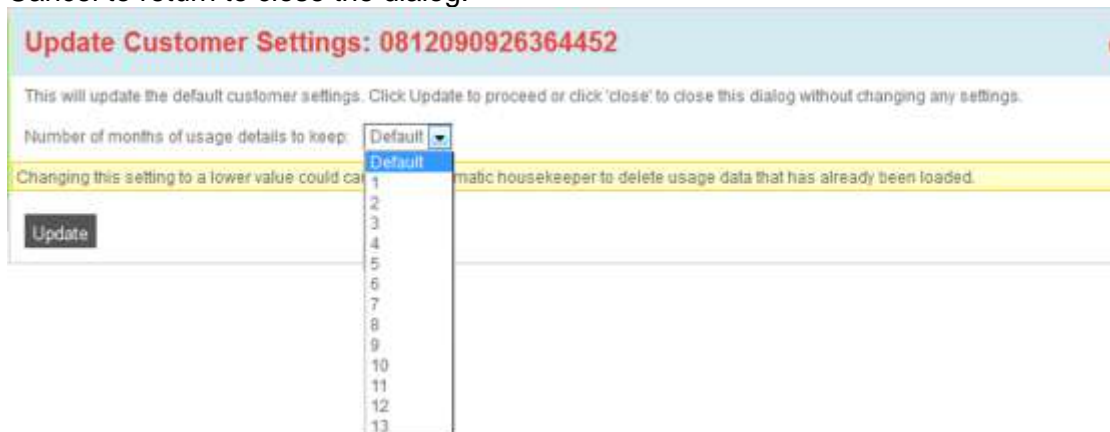 Cancel to return to close the dialog.
Update Customer Settings: 0812090926364452
This will update the default customer settings. Click Update to proceed or click 'close' to close this dialog without changing any settings.
Number of months of usage details to keep: Default
Default
Changing this setting to a lower value could ca matic housekeeper to delete usage data that has already been loaded.
1
2
3
Update
4
5
6
7
8
9
10
11
12
13